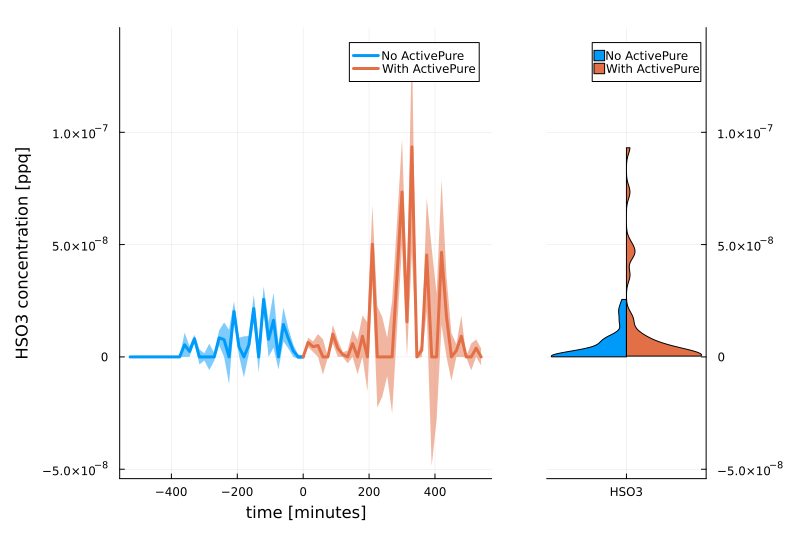 HSO3 concentration [ppq]
1.0×10⁻⁷
5.0×10⁻⁸
0
−5.0×10⁻⁸
−400 −200 0 200 400
time [minutes]
No ActivePure
With ActivePure
No ActivePure
With ActivePure
1.0×10⁻⁷
5.0×10⁻⁸
0
−5.0×10⁻⁸
HSO3